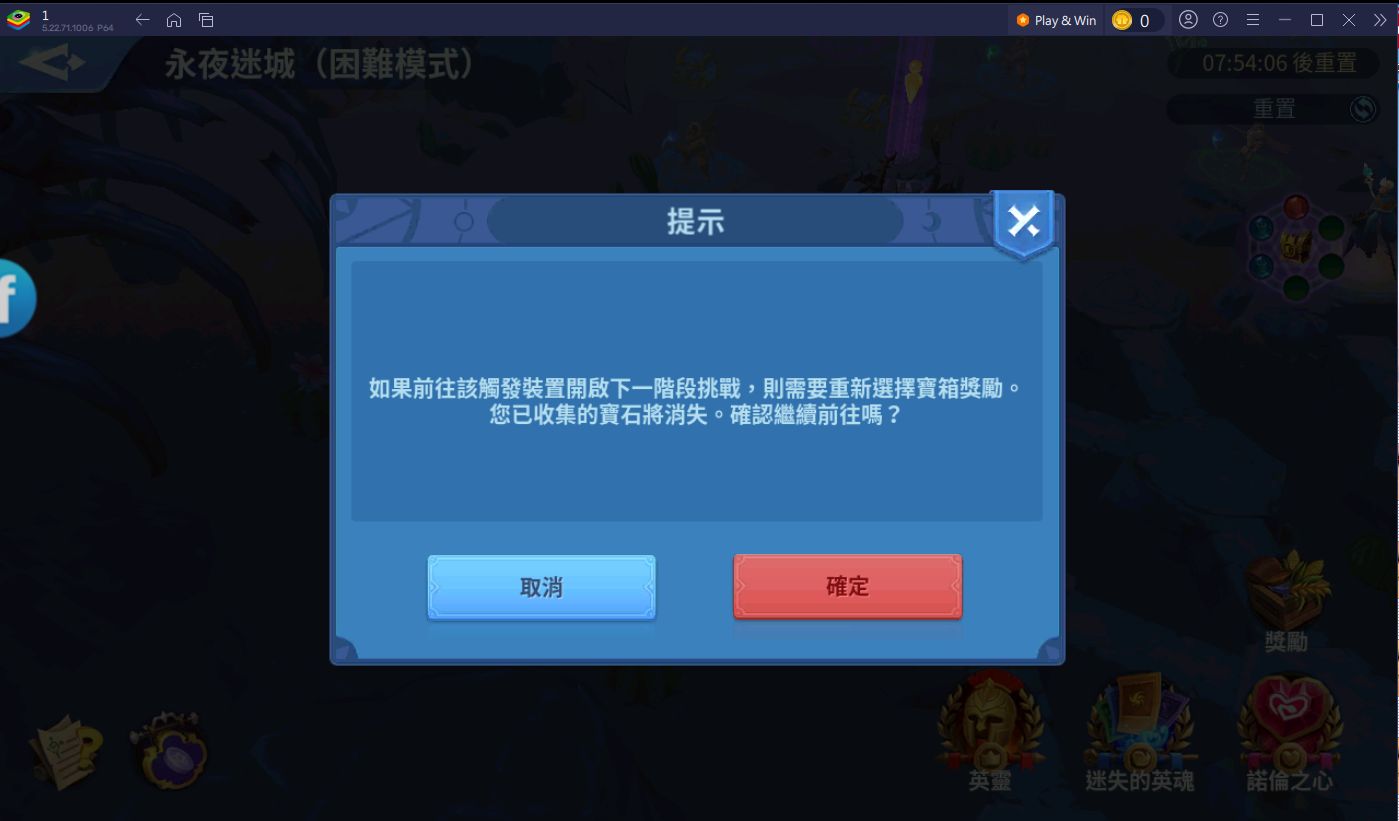 1
5.22.71.1006 P64
Play & Win
0
永夜迷城（困難模式）
07:54:06 後重置
重置
提示
如果前往該觸發裝置開啟下一階段挑戰，則需要重新選擇寶箱獎勵。
您已收集的寶石將消失。確認繼續前往嗎？
取消
確定
獎勵
英靈
迷失的英魂
諾倫之心